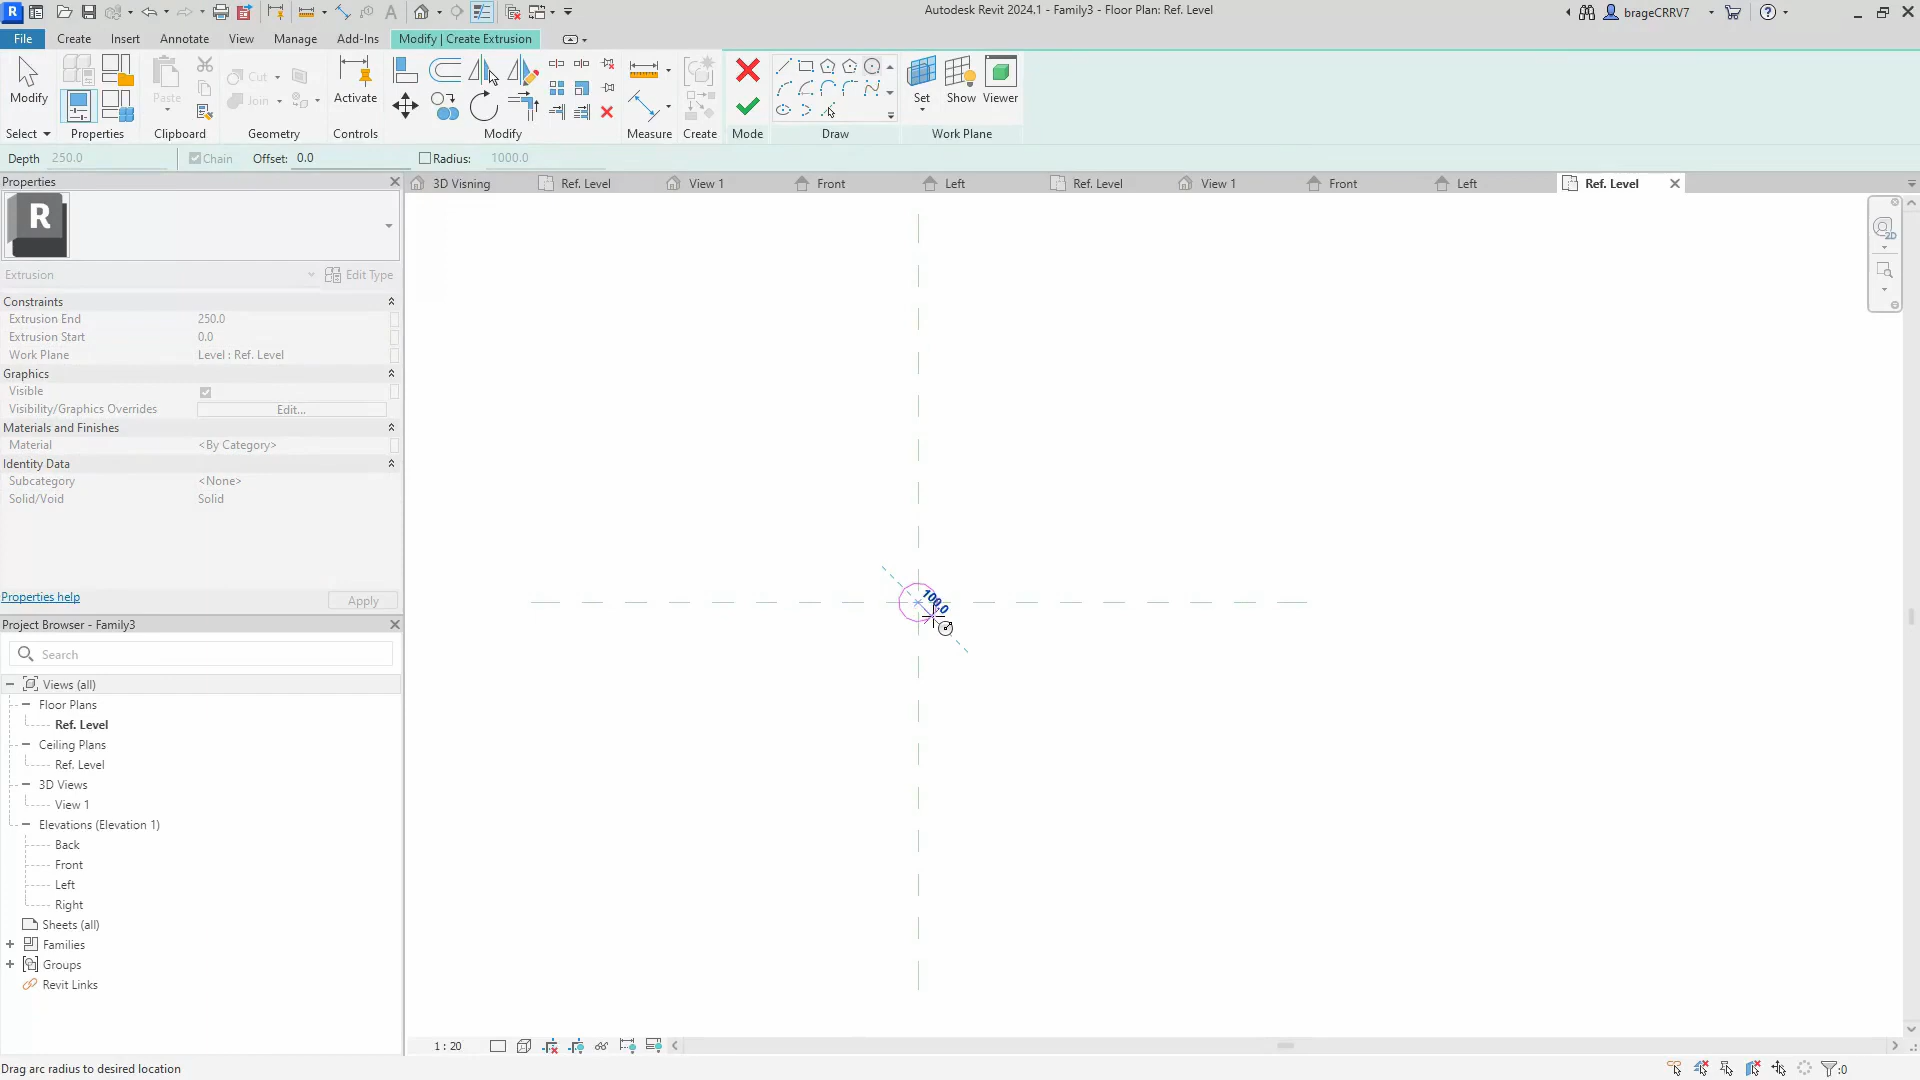 Autodesk Revit 2024.1 - Family3 - Floor Plan: Ref. Level
brageCRRV7
File Create Insert Annotate View Manage Add-Ins Modify | Create Extrusion
Modify Paste Cut Join Activate Set Show Viewer
Select Properties Clipboard Geometry Controls Modify Measure Create Mode Draw Work Plane
Depth 250.0 Chain Offset: 0.0 Radius: 1000.0
Properties
3D Visning Ref. Level View 1 Front Left Ref. Level View 1 Front Left Ref. Level
R
2D
Extrusion Edit Type
Constraints
Extrusion End 250.0
Extrusion Start 0.0
Work Plane Level : Ref. Level
Graphics
Visible
Visibility/Graphics Overrides Edit...
Materials and Finishes
Material <By Category>
Identity Data
Subcategory <None>
Solid/Void Solid
100.0
Properties help Apply
Project Browser - Family3
Search
Views (all)
Floor Plans
Ref. Level
Ceiling Plans
Ref. Level
3D Views
View 1
Elevations (Elevation 1)
Back
Front
Left
Right
Sheets (all)
Families
Groups
Revit Links
1 : 20
Drag arc radius to desired location
:0